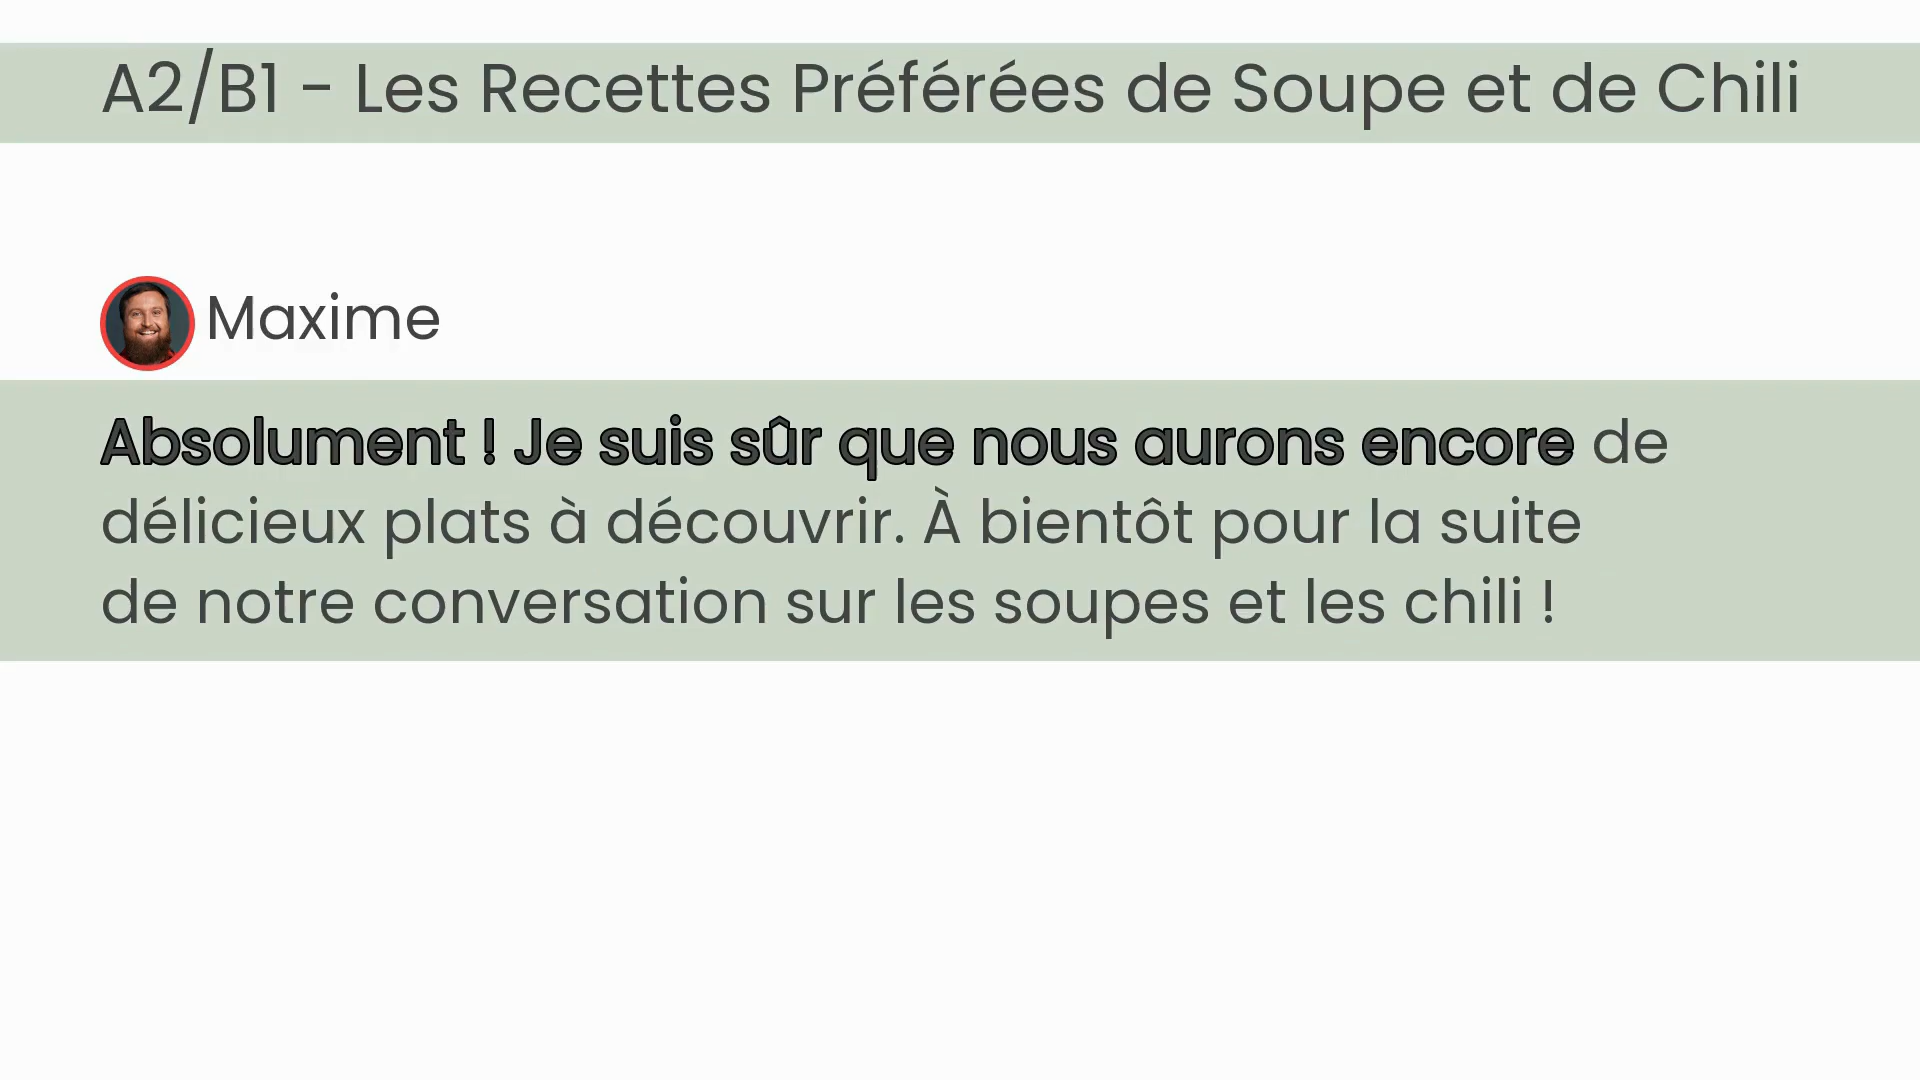 A2/B1 - Les Recettes Préférées de Soupe et de Chili
Maxime
Absolument ! Je suis sûr que nous aurons encore de
délicieux plats à découvrir. À bientôt pour la suite
de notre conversation sur les soupes et les chili !